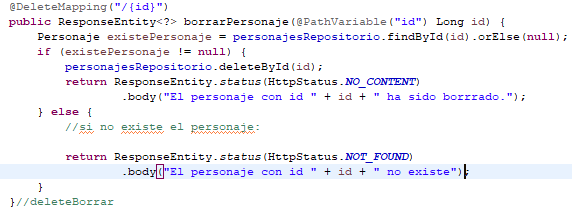 @DeleteMapping("/{id}")
public ResponseEntity<?> borrarPersonaje(@PathVariable("id") Long id) {
    Personaje existePersonaje = personajesRepositorio.findById(id).orElse(null);
    if (existePersonaje != null) {
        personajesRepositorio.deleteById(id);
        return ResponseEntity.status(HttpStatus.NO_CONTENT)
                .body("El personaje con id " + id + " ha sido borrrado.");
    } else {
        //si no existe el personaje:

        return ResponseEntity.status(HttpStatus.NOT_FOUND)
                .body("El personaje con id " + id + " no existe");
    }
}//deleteBorrar